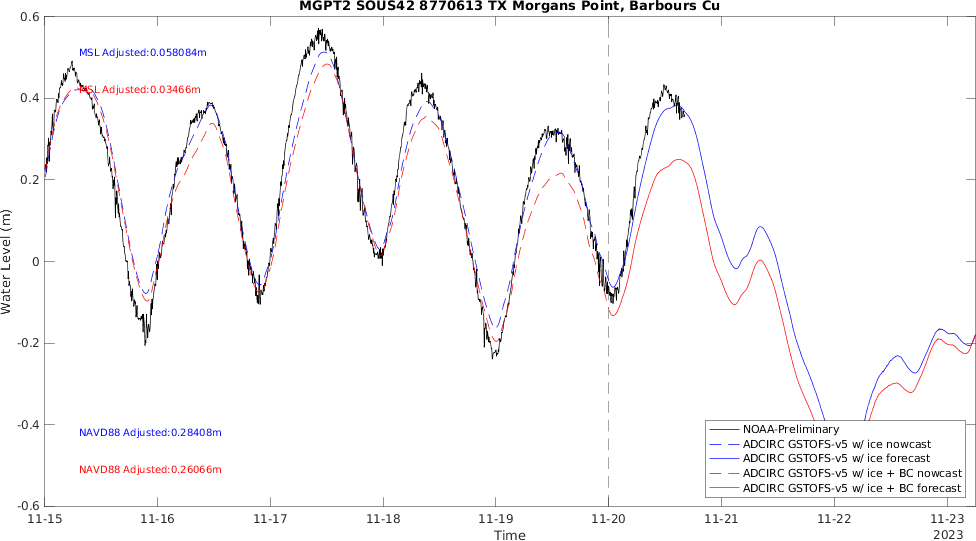 MGPT2 SOUS42 8770613 TX Morgans Point, Barbours Cu
0.6
0.4
0.2
0
-0.2
-0.4
-0.6
Water Level (m)
MSL Adjusted:0.058084m
MSL Adjusted:0.03466m
NAVD88 Adjusted:0.28408m
NAVD88 Adjusted:0.26066m
NOAA-Preliminary
ADCIRC GSTOFS-v5 w/ ice nowcast
ADCIRC GSTOFS-v5 w/ ice forecast
ADCIRC GSTOFS-v5 w/ ice + BC nowcast
ADCIRC GSTOFS-v5 w/ ice + BC forecast
11-15 11-16 11-17 11-18 11-19 11-20 11-21 11-22 11-23
Time
2023